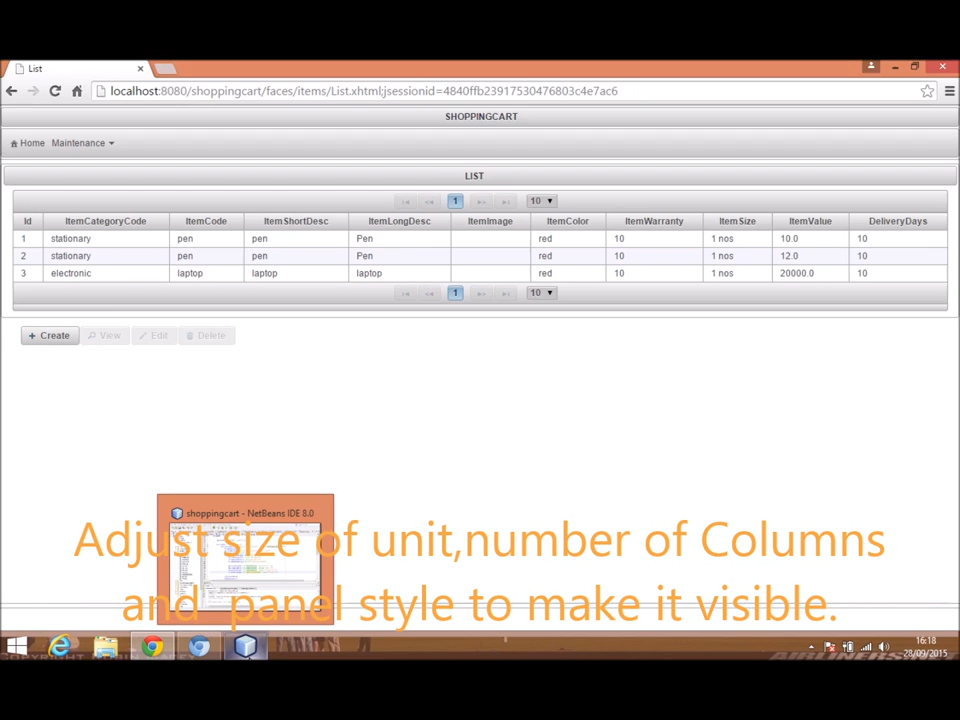 List
localhost:8080/shoppingcart/faces/items/List.xhtml;jsessionid=4840ffb23917530476803c4e7ac6
SHOPPINGCART
Home Maintenance
LIST
1 10
Id ItemCategoryCode ItemCode ItemShortDesc ItemLongDesc ItemImage ItemColor ItemWarranty ItemSize ItemValue DeliveryDays
1 stationary pen pen Pen red 10 1 nos 10.0 10
2 stationary pen pen Pen red 10 1 nos 12.0 10
3 electronic laptop laptop laptop red 10 1 nos 20000.0 10
1 10
Create View Edit Delete
shoppingcart - NetBeans IDE 8.0
Adjust size of unit,number of Columns
and panel style to make it visible.
16:18
28/09/2015